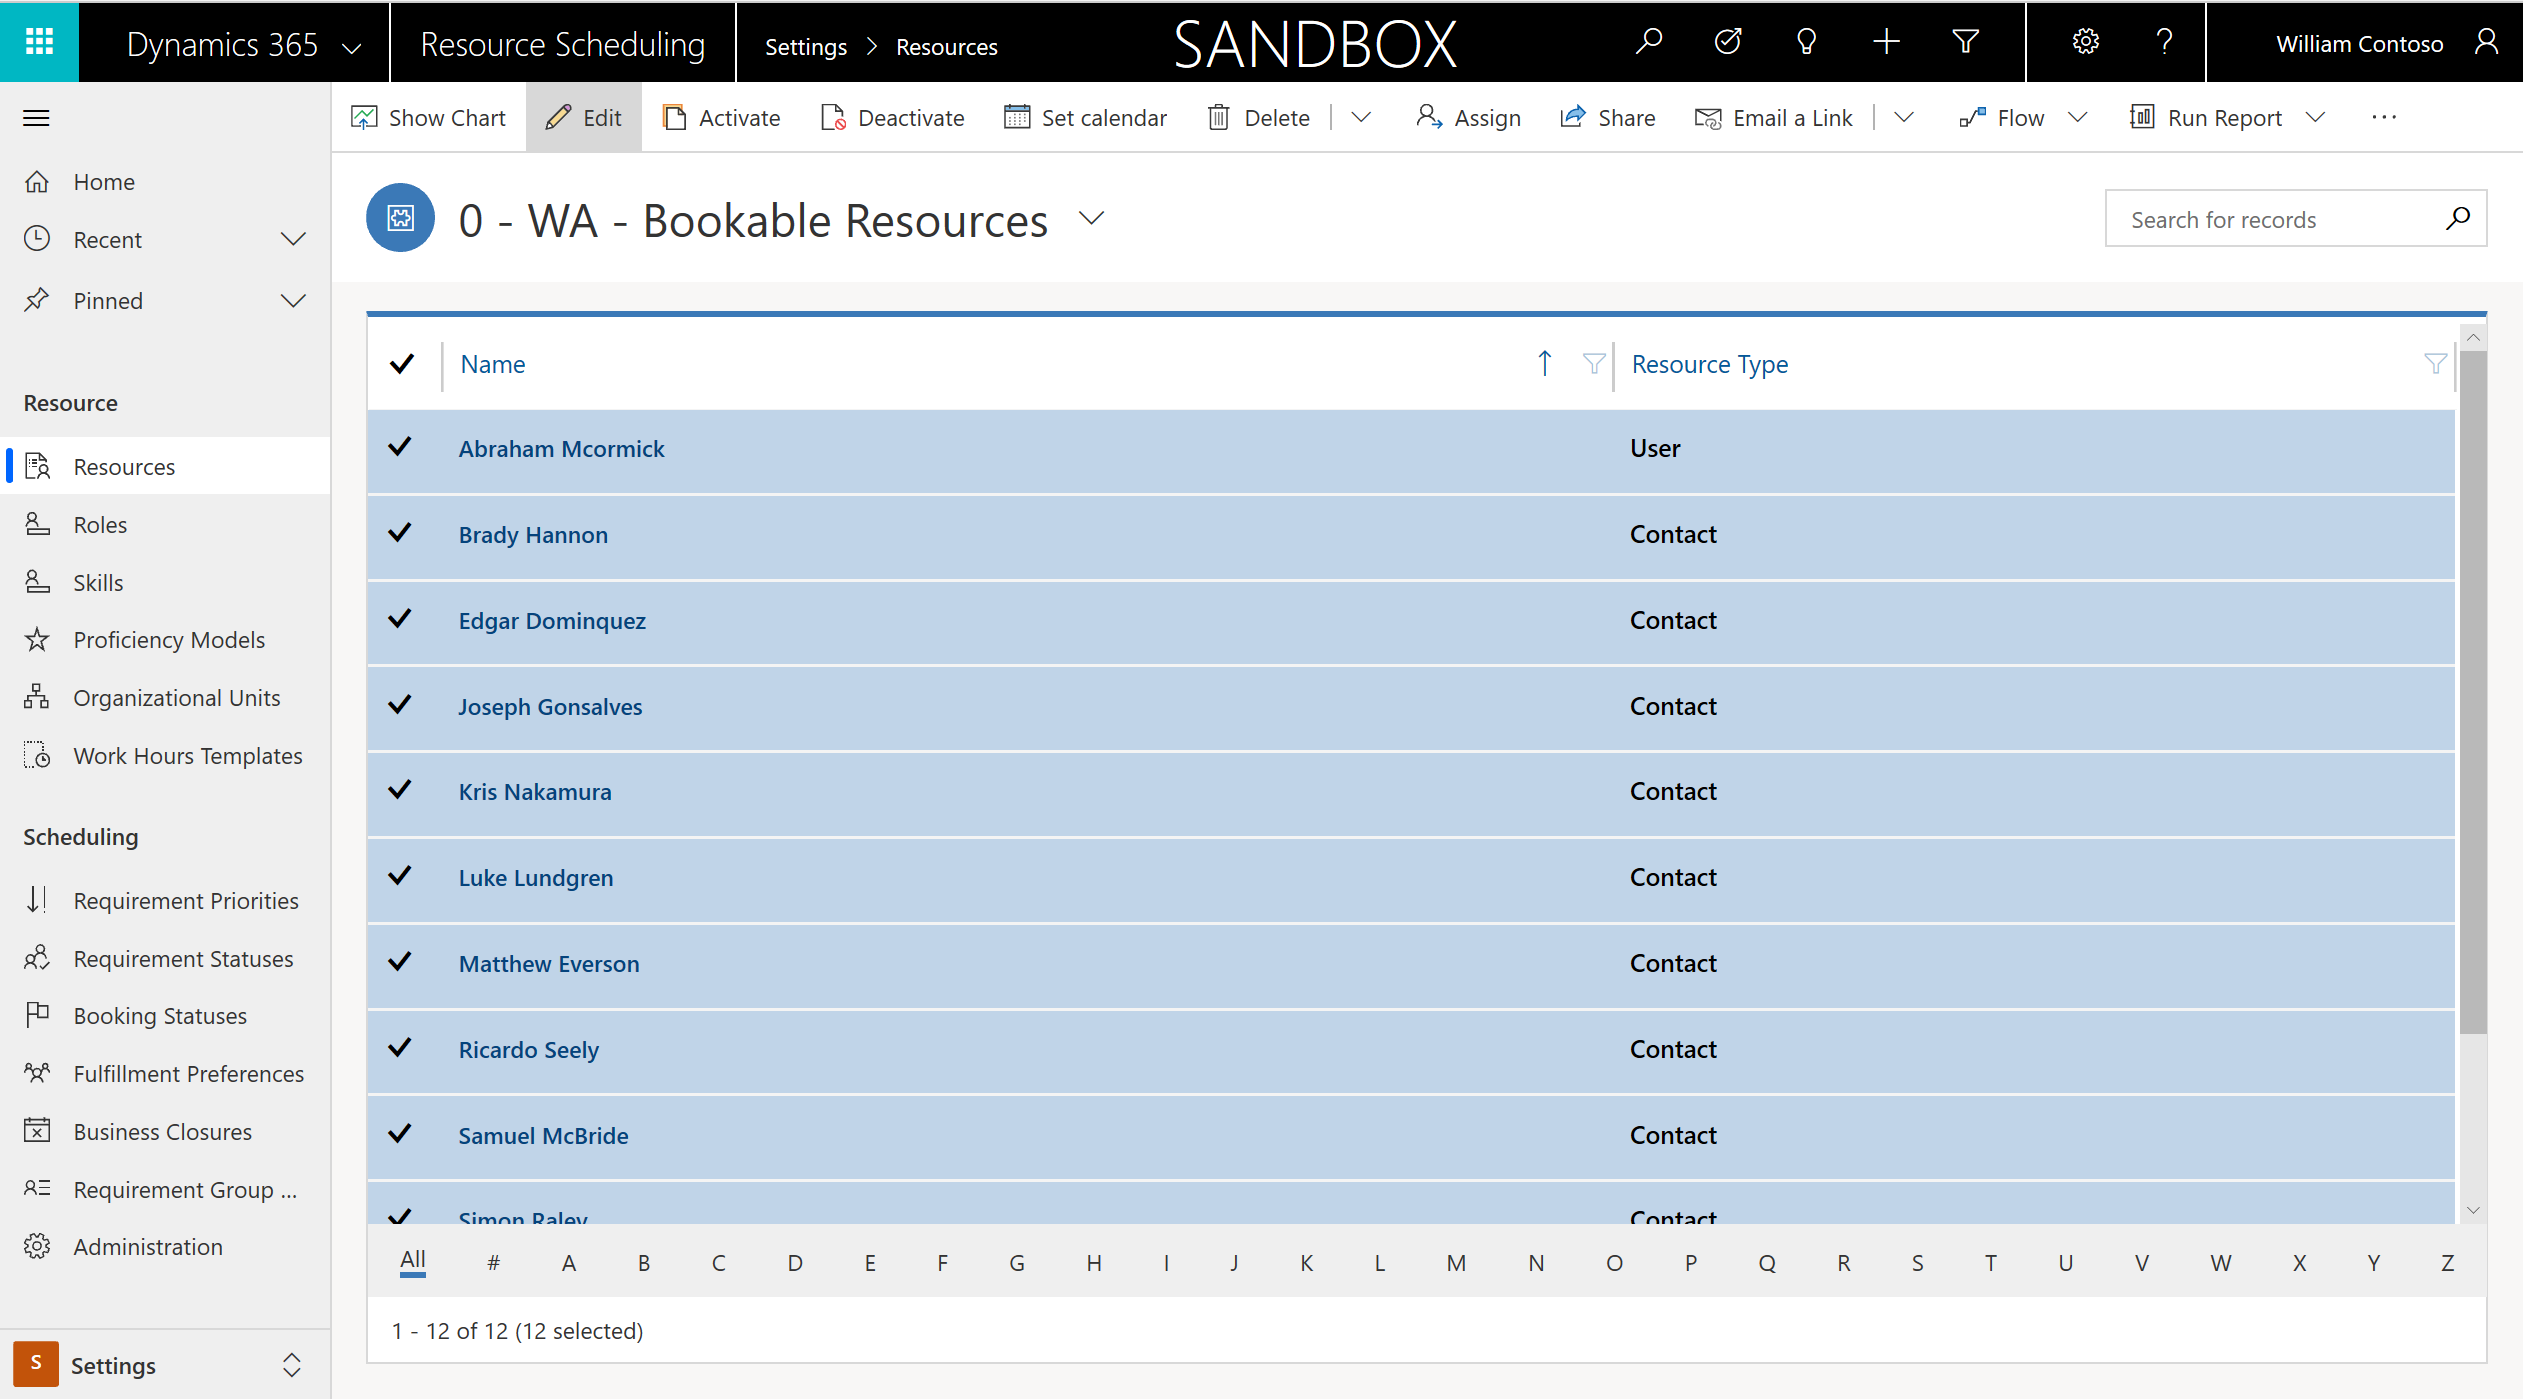 Dynamics 365 Resource Scheduling Settings > Resources SANDBOX ? William Contoso
Show Chart Edit Activate Deactivate Set calendar Delete Assign Share Email a Link Flow Run Report ...
Home
Recent
Pinned
Resource
Resources
Roles
Skills
Proficiency Models
Organizational Units
Work Hours Templates
Scheduling
Requirement Priorities
Requirement Statuses
Booking Statuses
Fulfillment Preferences
Business Closures
Requirement Group ...
Administration
S Settings
0 - WA - Bookable Resources
Search for records
Name Resource Type
Abraham Mcormick User
Brady Hannon Contact
Edgar Dominquez Contact
Joseph Gonsalves Contact
Kris Nakamura Contact
Luke Lundgren Contact
Matthew Everson Contact
Ricardo Seely Contact
Samuel McBride Contact
Simon Raley Contact
All # A B C D E F G H I J K L M N O P Q R S T U V W X Y Z
1 - 12 of 12 (12 selected)